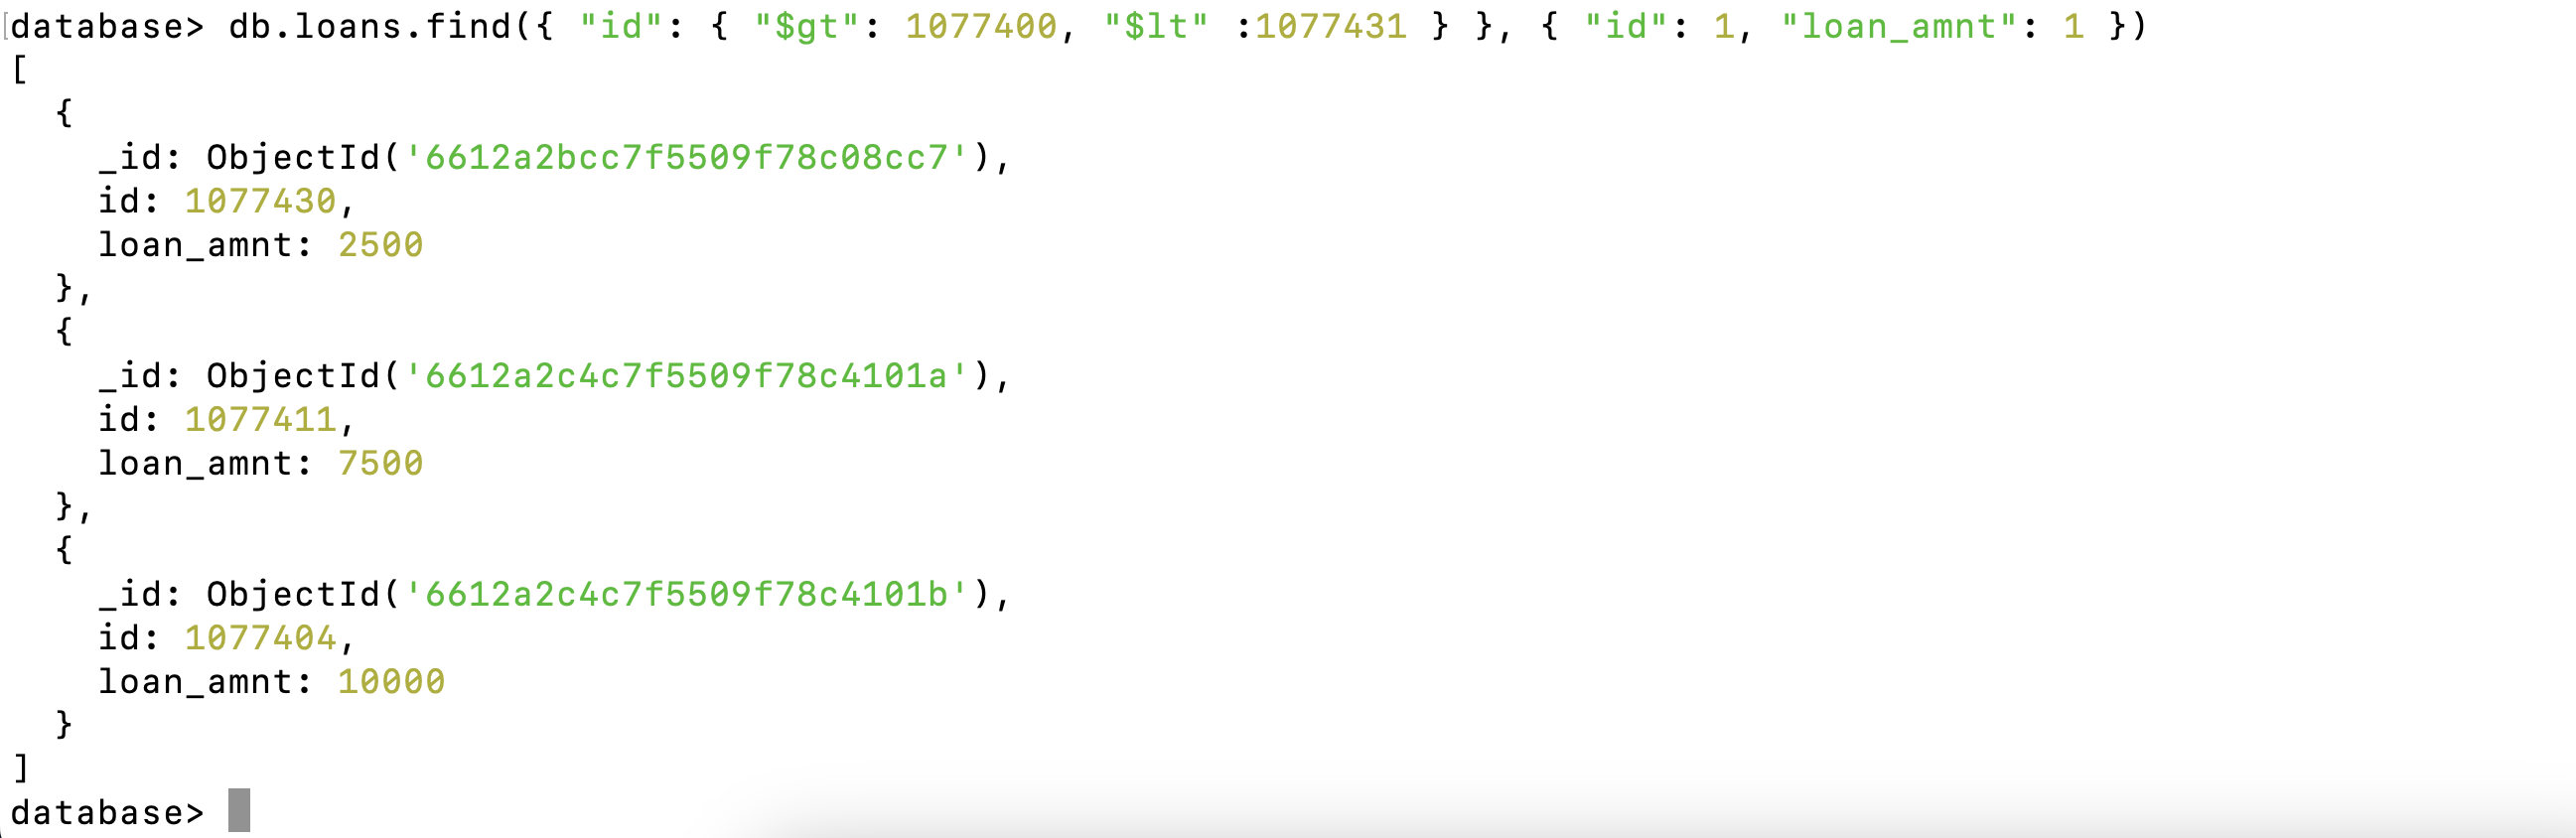 database> db.loans.find({ "id": { "$gt": 1077400, "$lt" :1077431 } }, { "id": 1, "loan_amnt": 1 })
[
  {
    _id: ObjectId('6612a2bcc7f5509f78c08cc7'),
    id: 1077430,
    loan_amnt: 2500
  },
  {
    _id: ObjectId('6612a2c4c7f5509f78c4101a'),
    id: 1077411,
    loan_amnt: 7500
  },
  {
    _id: ObjectId('6612a2c4c7f5509f78c4101b'),
    id: 1077404,
    loan_amnt: 10000
  }
]
database>